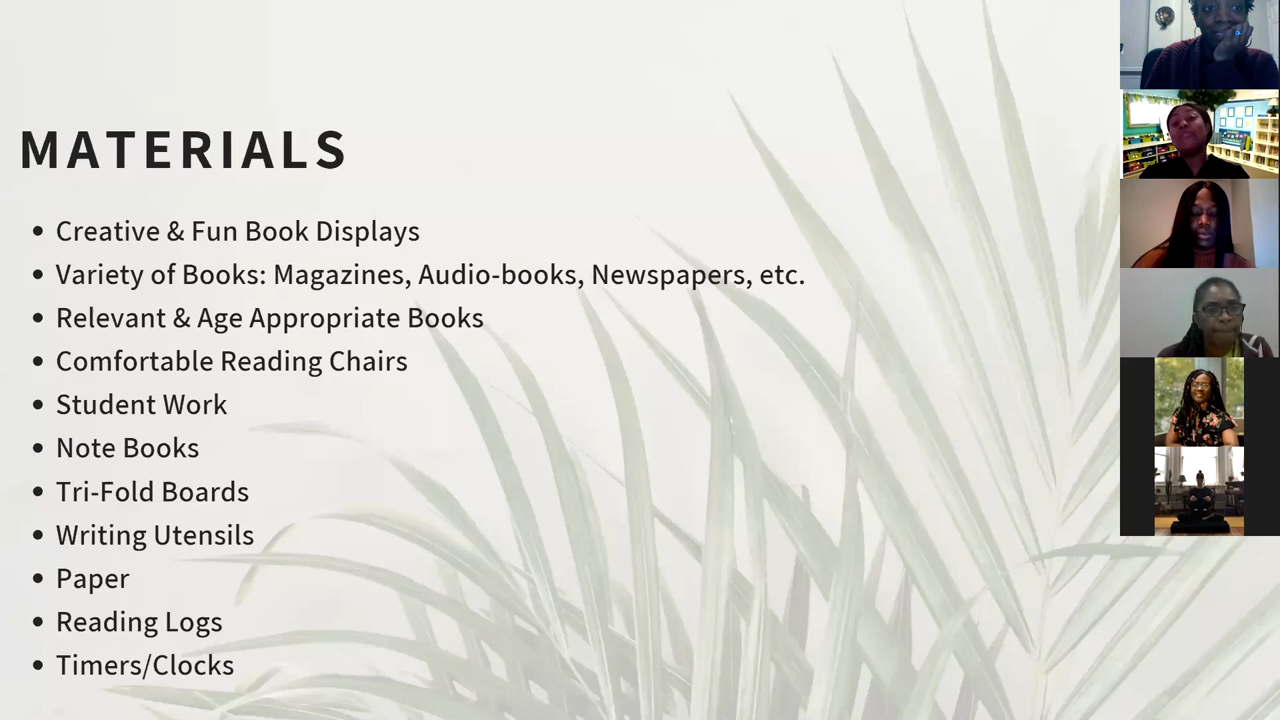 MATERIALS
• Creative & Fun Book Displays
• Variety of Books: Magazines, Audio-books, Newspapers, etc.
• Relevant & Age Appropriate Books
• Comfortable Reading Chairs
• Student Work
• Note Books
• Tri-Fold Boards
• Writing Utensils
• Paper
• Reading Logs
• Timers/Clocks